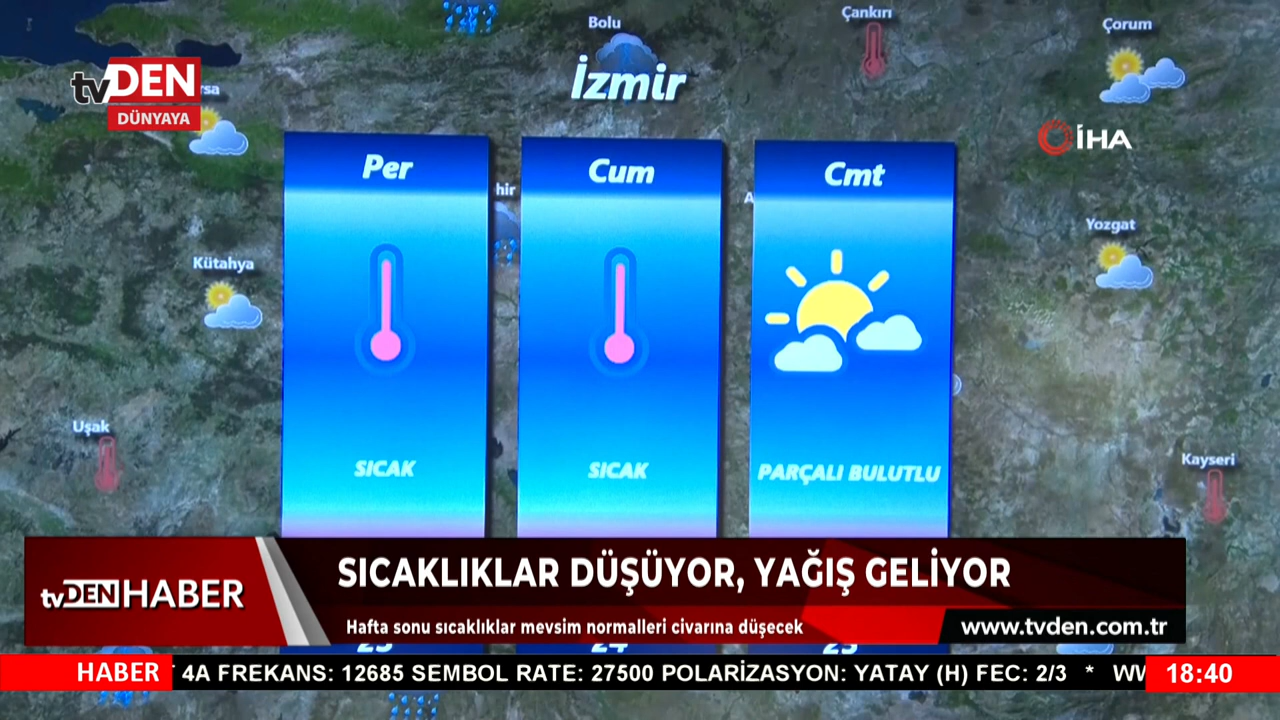 Bolu
Çankırı
Çorum
İzmir
tvDEN
DÜNYAYA
İHA
Per
Cum
Cmt
Yozgat
Kütahya
SICAK
SICAK
PARÇALI BULUTLU
Uşak
Kayseri
tvDEN HABER
SICAKLIKLAR DÜŞÜYOR, YAĞIŞ GELİYOR
Hafta sonu sıcaklıklar mevsim normalleri civarına düşecek
www.tvden.com.tr
HABER
4A FREKANS: 12685 SEMBOL RATE: 27500 POLARİZASYON: YATAY (H) FEC: 2/3 *
18:40